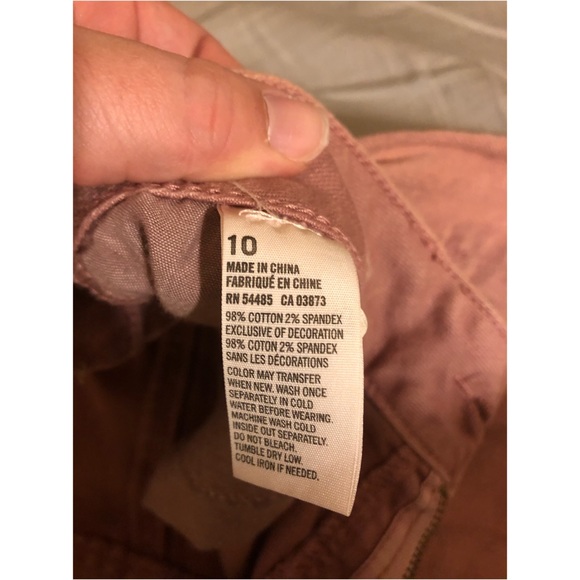 10
MADE IN CHINA
FABRIQUÉ EN CHINE
RN 54485 CA 03873
98% COTTON 2% SPANDEX
EXCLUSIVE OF DECORATION
98% COTTON 2% SPANDEX
SANS LES DÉCORATIONS
COLOR MAY TRANSFER
WHEN NEW. WASH ONCE
SEPARATELY IN COLD
WATER BEFORE WEARING.
MACHINE WASH COLD
INSIDE OUT SEPARATELY.
DO NOT BLEACH.
TUMBLE DRY LOW.
COOL IRON IF NEEDED.